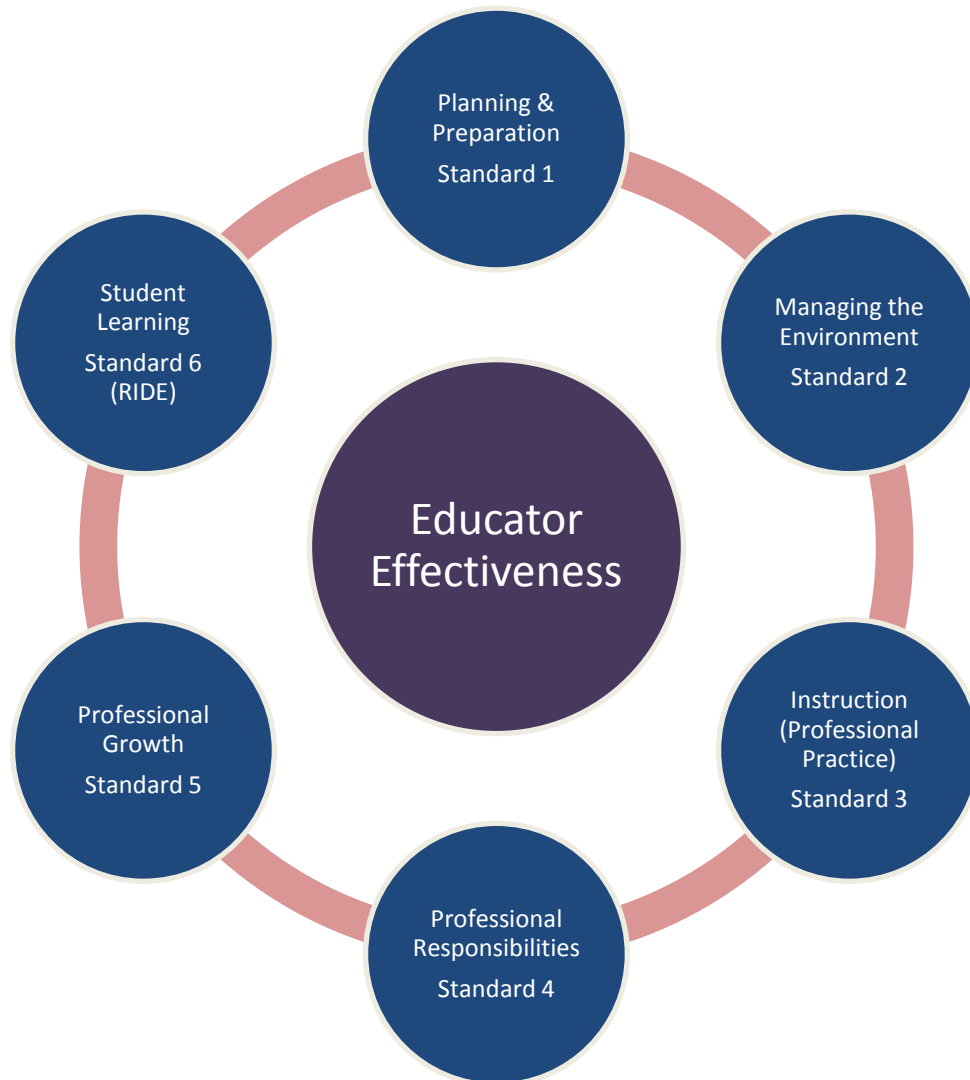 Planning &
Preparation
Standard 1
Managing the
Environment
Standard 2
Instruction
(Professional
Practice)
Standard 3
Professional
Responsibilities
Standard 4
Professional
Growth
Standard 5
Student
Learning
Standard 6
(RIDE)
Educator
Effectiveness